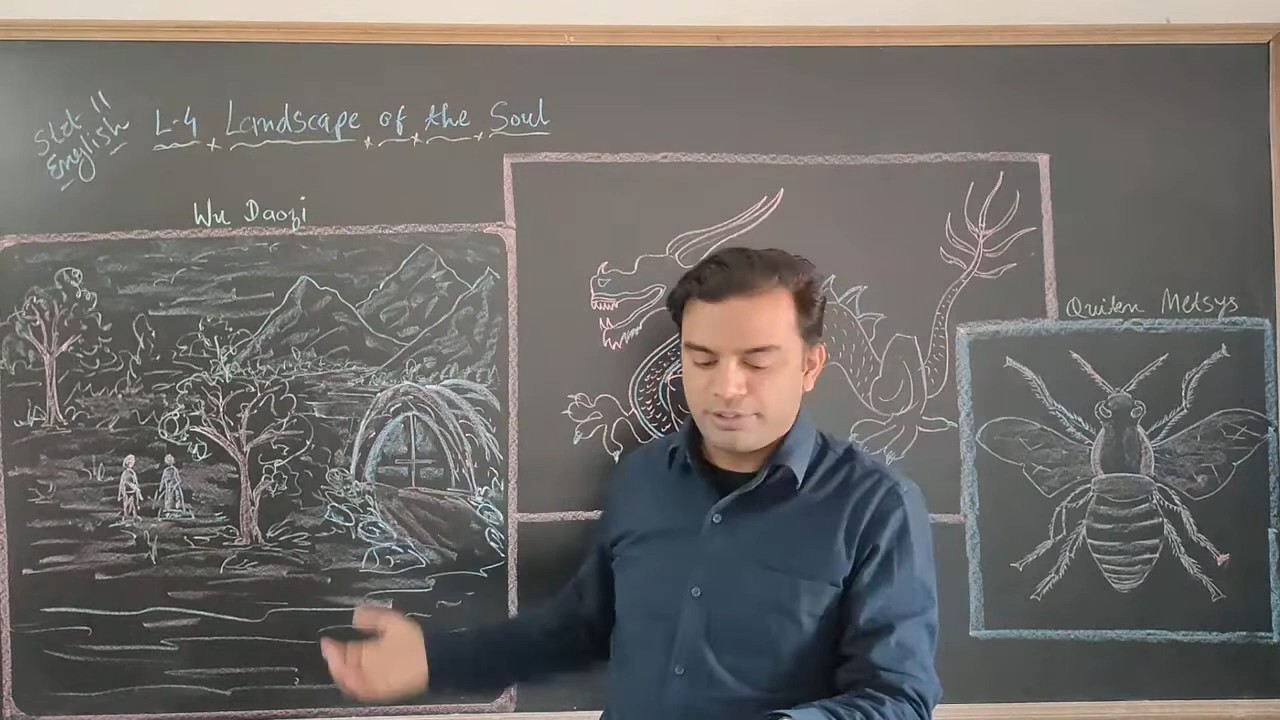 Std 11
English
L-4 Landscape of the Soul
Wu Daozi
Quiten Metsys